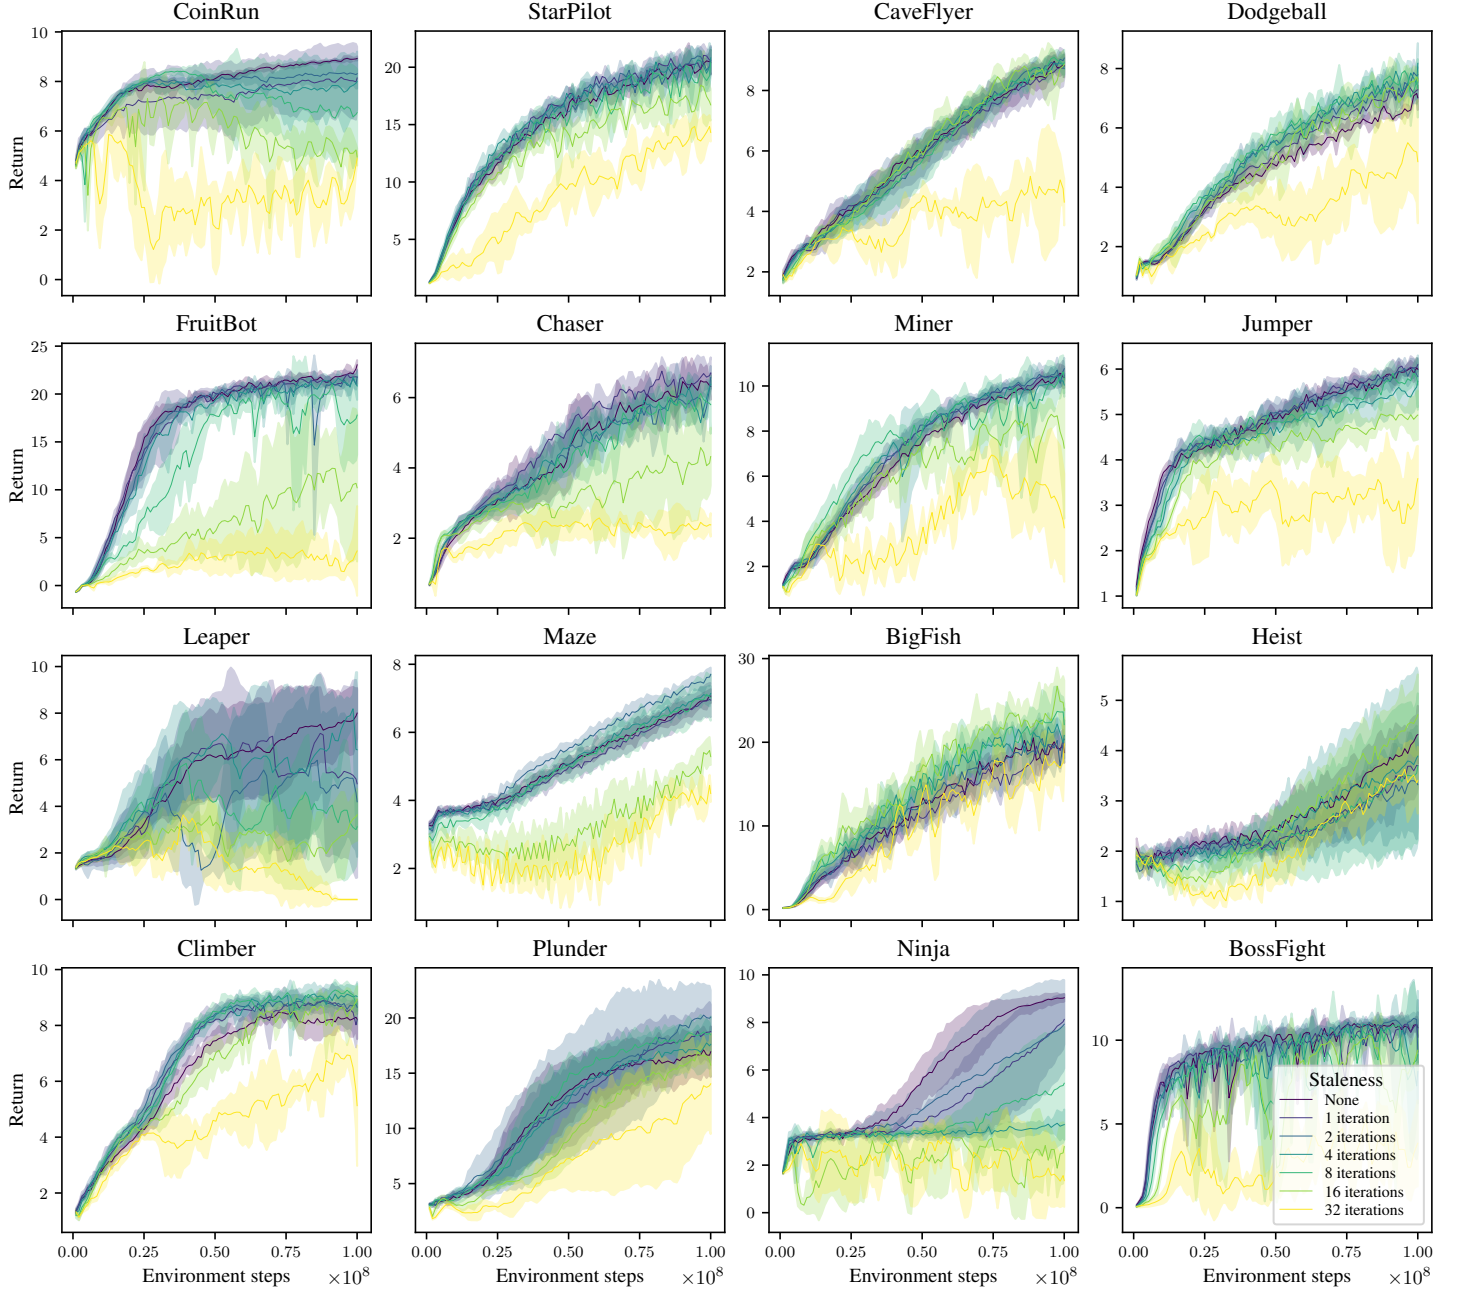 CoinRun
StarPilot
CaveFlyer
Dodgeball
10
8
6
4
2
0
Return
20
15
10
5
8
6
4
2
8
6
4
2
FruitBot
Chaser
Miner
Jumper
25
20
15
10
5
0
Return
6
4
2
10
8
6
4
2
6
5
4
3
2
1
Leaper
Maze
BigFish
Heist
10
8
6
4
2
0
Return
8
6
4
2
30
20
10
0
5
4
3
2
1
Climber
Plunder
Ninja
BossFight
10
8
6
4
2
Return
20
15
10
5
10
8
6
4
2
0
10
5
0
Staleness
None
1 iteration
2 iterations
4 iterations
8 iterations
16 iterations
32 iterations
0.00 0.25 0.50 0.75 1.00
0.00 0.25 0.50 0.75 1.00
0.00 0.25 0.50 0.75 1.00
0.00 0.25 0.50 0.75 1.00
Environment steps ×10⁸
Environment steps ×10⁸
Environment steps ×10⁸
Environment steps ×10⁸